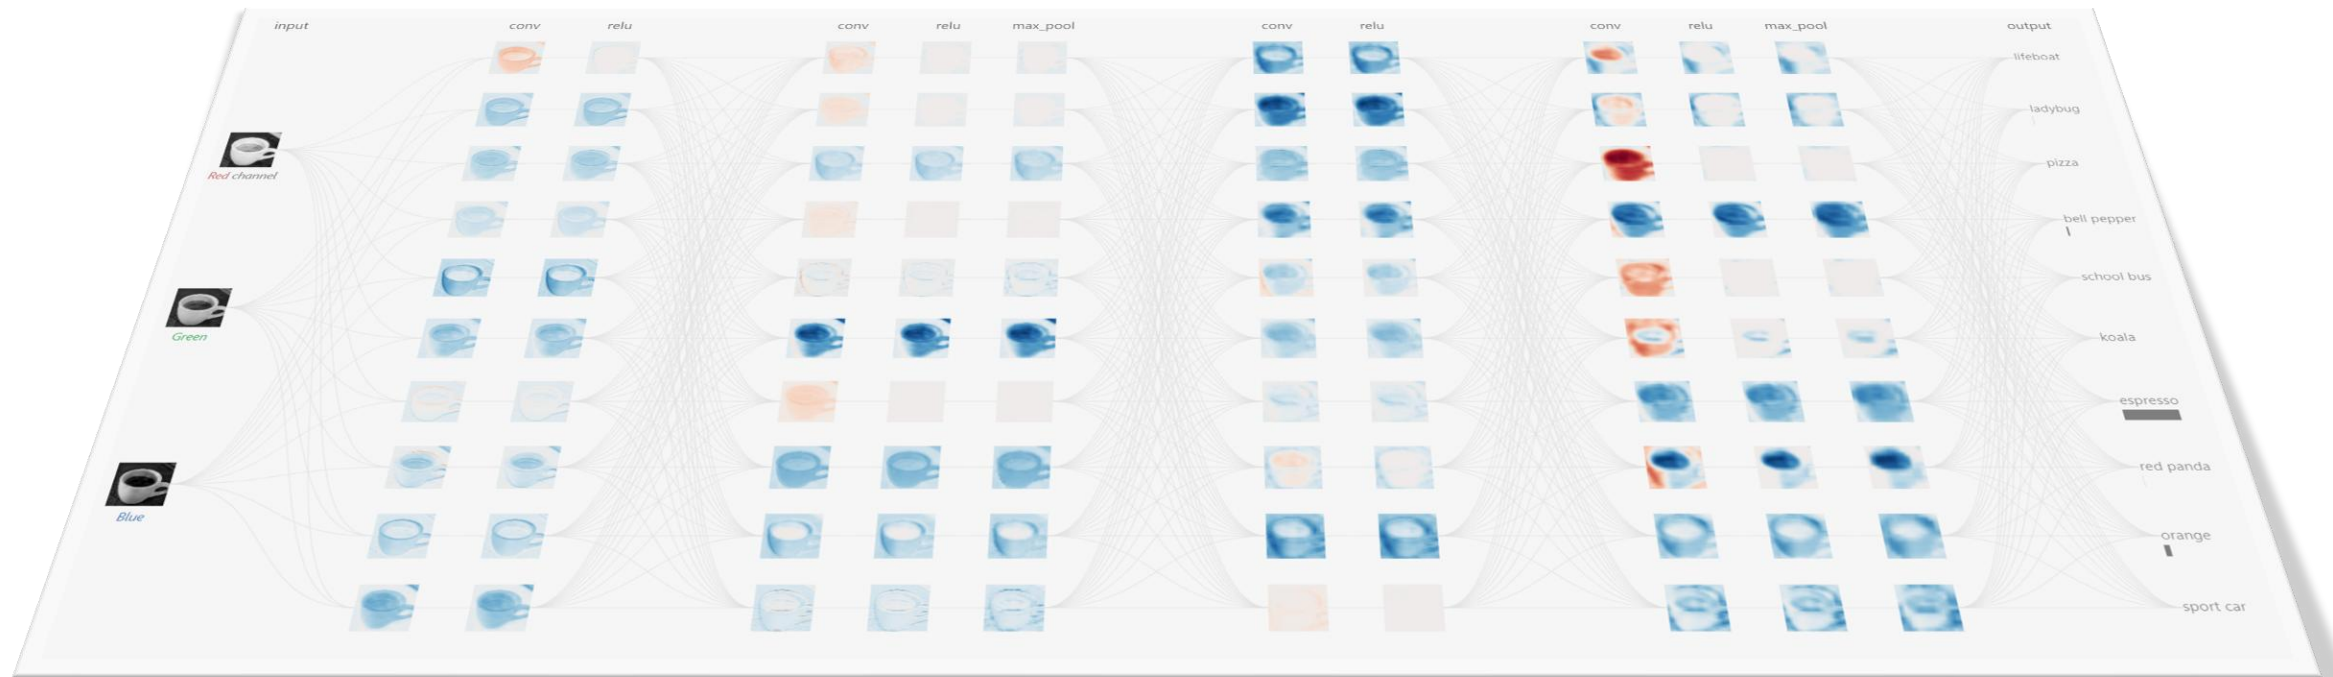 input conv relu conv relu max_pool conv relu conv relu max_pool output
lifeboat
ladybug
Red channel
pizza
bell pepper
school bus
Green
koala
espresso
red panda
Blue
orange
sport car